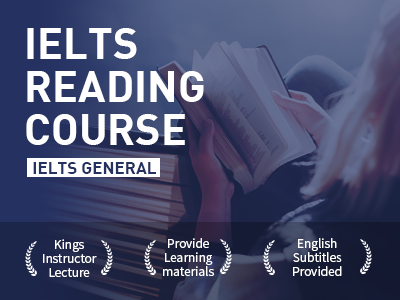 IELTS
READING
COURSE
IELTS GENERAL
Kings
Instructor
Lecture
Provide
Learning
materials
English
Subtitles
Provided